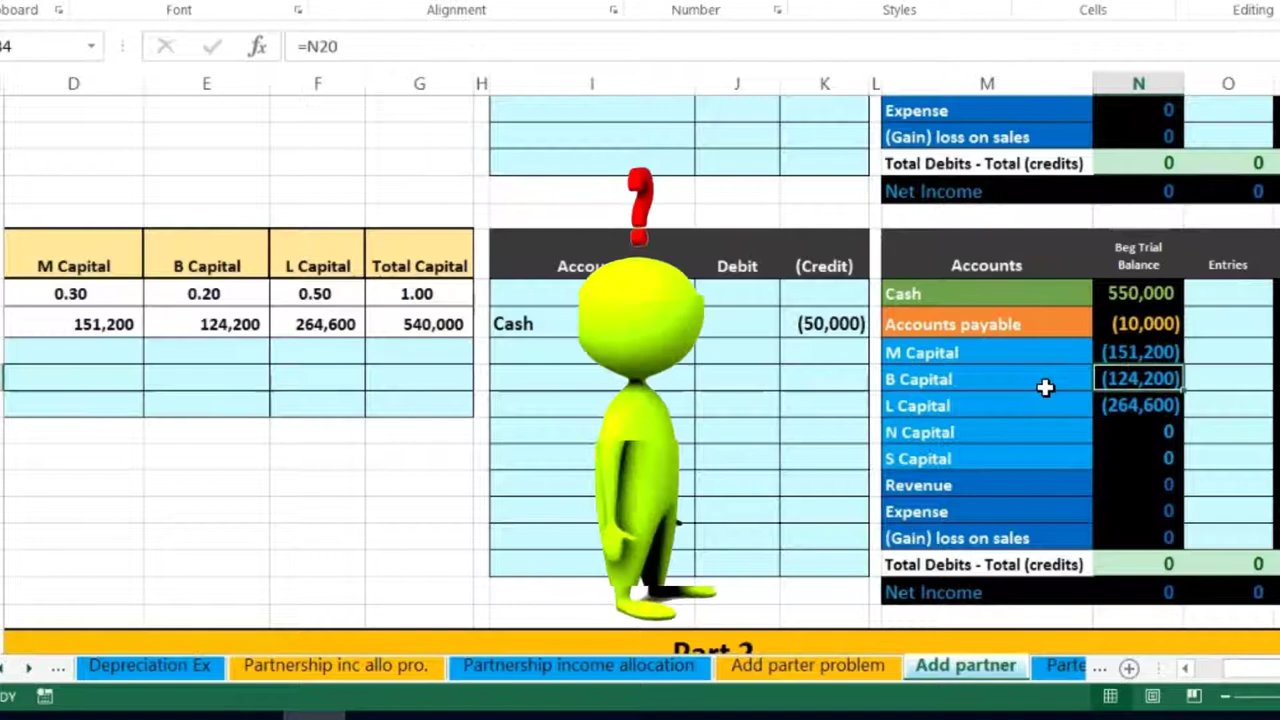 board Font Alignment Number Styles Cells Editing
34 fx =N20
D E F G H I J K L M N O
Expense 0
(Gain) loss on sales 0
Total Debits - Total (credits) 0 0
Net Income 0 0
M Capital B Capital L Capital Total Capital Debit (Credit) Accounts Beg Trial Balance Entries
0.30 0.20 0.50 1.00 Cash 550,000
151,200 124,200 264,600 540,000 Cash (50,000) Accounts payable (10,000)
M Capital (151,200)
B Capital (124,200)
L Capital (264,600)
N Capital 0
S Capital 0
Revenue 0
Expense 0
(Gain) loss on sales 0
Total Debits - Total (credits) 0 0
Net Income 0 0
?
Part 2
... Depreciation Ex Partnership inc allo pro. Partnership income allocation Add parter problem Add partner Parte ...
DY